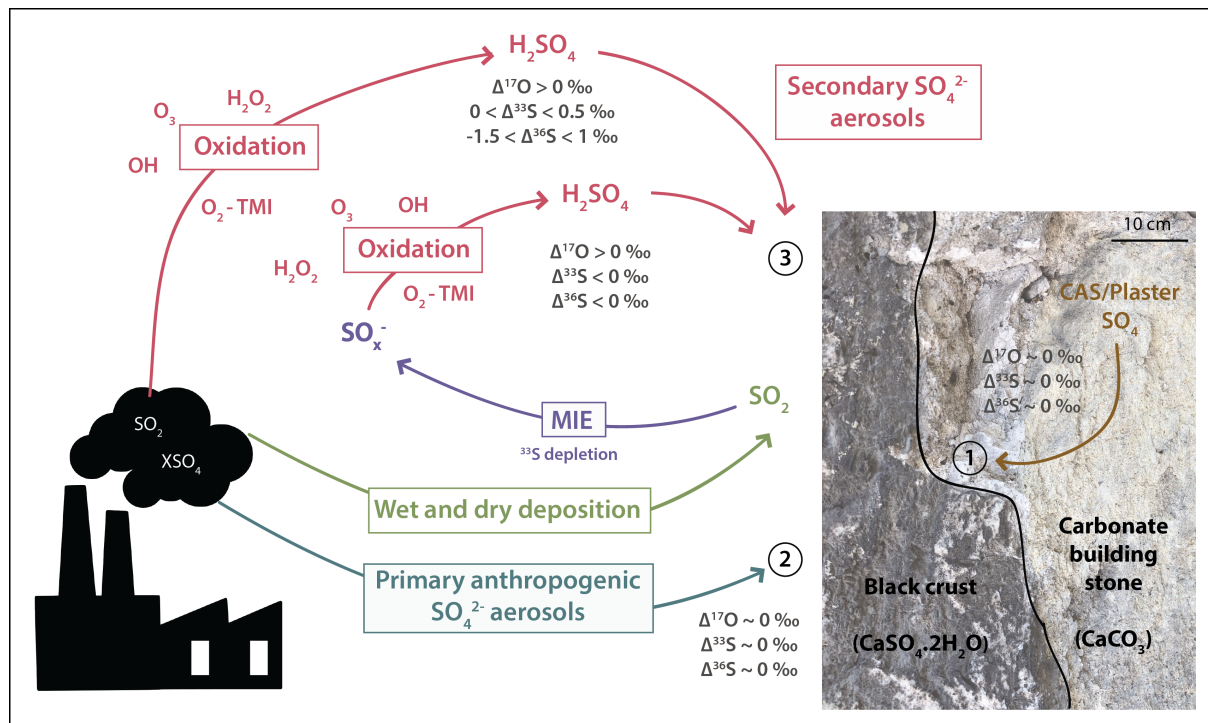 H₂SO₄
Δ¹⁷O > 0 ‰
0 < Δ³³S < 0.5 ‰
-1.5 < Δ³⁶S < 1 ‰
Secondary SO₄²⁻
aerosols
O₃
H₂O₂
Oxidation
OH
O₂ - TMI
O₃
OH
H₂SO₄
Oxidation
H₂O₂
O₂ - TMI
Δ¹⁷O > 0 ‰
Δ³³S < 0 ‰
Δ³⁶S < 0 ‰
3
SOₓ⁻
MIE
³³S depletion
SO₂
SO₂
XSO₄
Wet and dry deposition
Primary anthropogenic
SO₄²⁻ aerosols
2
Δ¹⁷O ~ 0 ‰
Δ³³S ~ 0 ‰
Δ³⁶S ~ 0 ‰
10 cm
CAS/Plaster
SO₄
Δ¹⁷O ~ 0 ‰
Δ³³S ~ 0 ‰
Δ³⁶S ~ 0 ‰
1
Black crust
(CaSO₄.2H₂O)
Carbonate
building
stone
(CaCO₃)